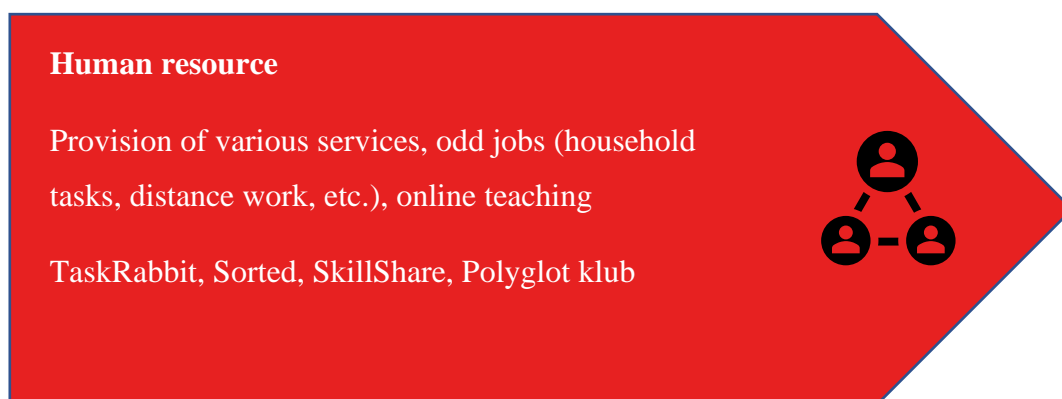 Human resource
Provision of various services, odd jobs (household
tasks, distance work, etc.), online teaching
TaskRabbit, Sorted, SkillShare, Polyglot klub